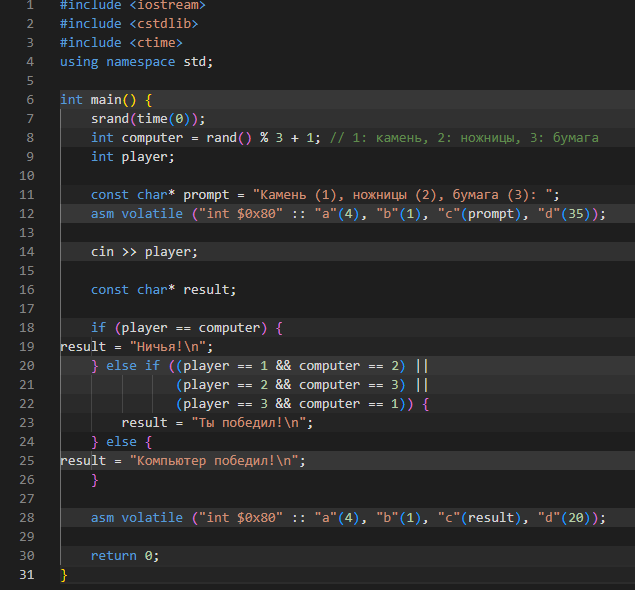 1 #include <iostream>
2 #include <cstdlib>
3 #include <ctime>
4 using namespace std;
5
6 int main() {
7     srand(time(0));
8     int computer = rand() % 3 + 1; // 1: камень, 2: ножницы, 3: бумага
9     int player;
10
11     const char* prompt = "Камень (1), ножницы (2), бумага (3): ";
12     asm volatile ("int $0x80" :: "a"(4), "b"(1), "c"(prompt), "d"(35));
13
14     cin >> player;
15
16     const char* result;
17
18     if (player == computer) {
19 result = "Ничья!\n";
20     } else if ((player == 1 && computer == 2) ||
21                (player == 2 && computer == 3) ||
22                (player == 3 && computer == 1)) {
23         result = "Ты победил!\n";
24     } else {
25 result = "Компьютер победил!\n";
26     }
27
28     asm volatile ("int $0x80" :: "a"(4), "b"(1), "c"(result), "d"(20));
29
30     return 0;
31 }